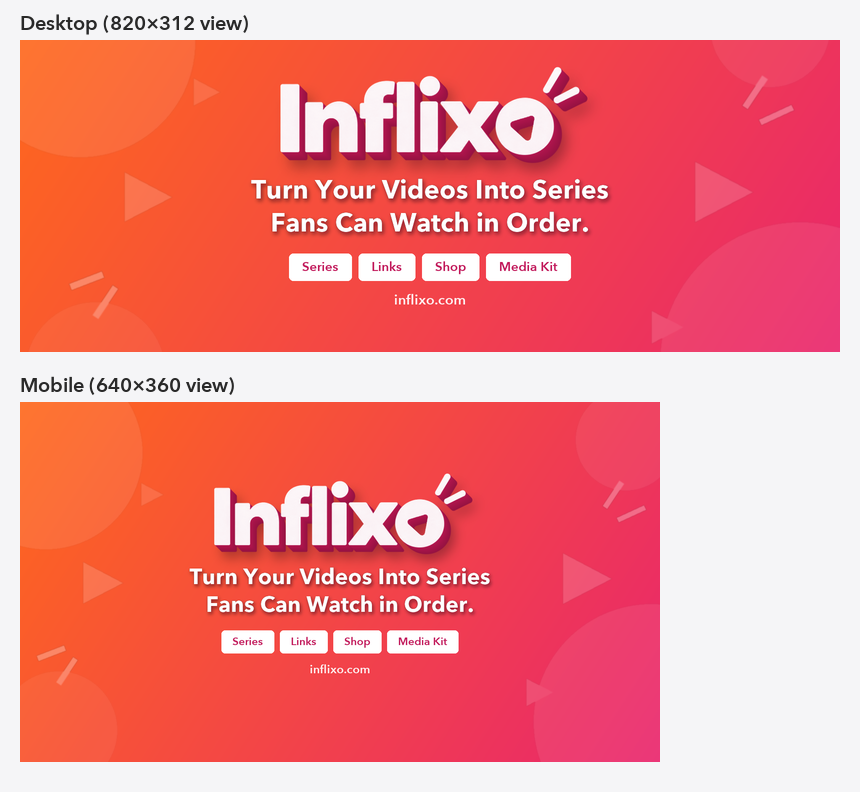 Desktop (820×312 view)
Inflixo
Turn Your Videos Into Series
Fans Can Watch in Order.
Series Links Shop Media Kit
inflixo.com
Mobile (640×360 view)
Inflixo
Turn Your Videos Into Series
Fans Can Watch in Order.
Series Links Shop Media Kit
inflixo.com